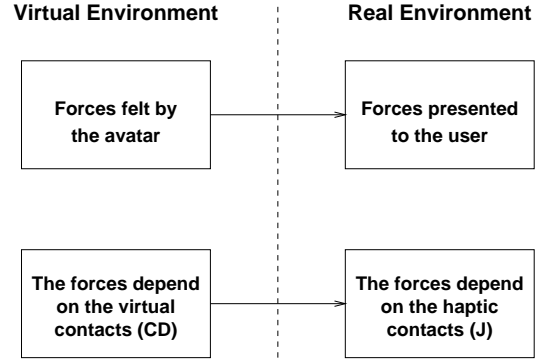 Virtual Environment
Real Environment
Forces felt by
the avatar
Forces presented
to the user
The forces depend
on the virtual
contacts (CD)
The forces depend
on the haptic
contacts (J)